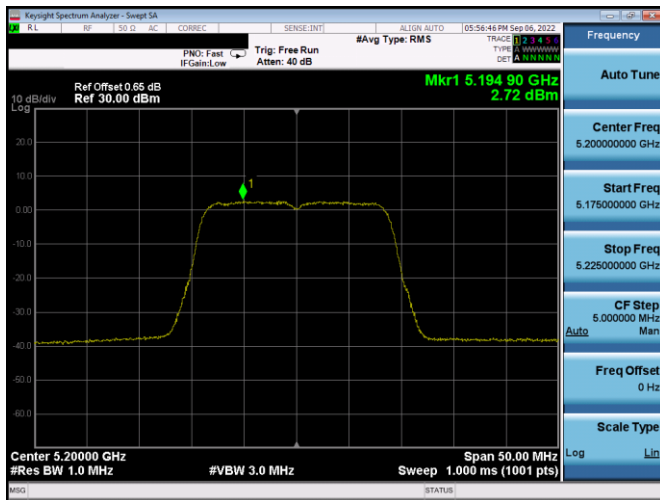 Keysight Spectrum Analyzer - Swept SA
RL RF 50 Ω AC CORREC SENSE:INT ALIGN AUTO 05:56:46 PM Sep 06, 2022
#Avg Type: RMS
TRACE 1 2 3 4 5 6
PNO: Fast Trig: Free Run TYPE A WWWWW
IFGain:Low Atten: 40 dB DET A N N N N N
Mkr1 5.194 90 GHz
Ref Offset 0.65 dB
2.72 dBm
10 dB/div Ref 30.00 dBm
Log
20.0
10.0
1
0.00
-10.0
-20.0
-30.0
-40.0
-50.0
-60.0
Center 5.20000 GHz Span 50.00 MHz
#Res BW 1.0 MHz #VBW 3.0 MHz Sweep 1.000 ms (1001 pts)
MSG STATUS
Frequency
Auto Tune
Center Freq
5.200000000 GHz
Start Freq
5.175000000 GHz
Stop Freq
5.225000000 GHz
CF Step
5.000000 MHz
Auto Man
Freq Offset
0 Hz
Scale Type
Log Lin